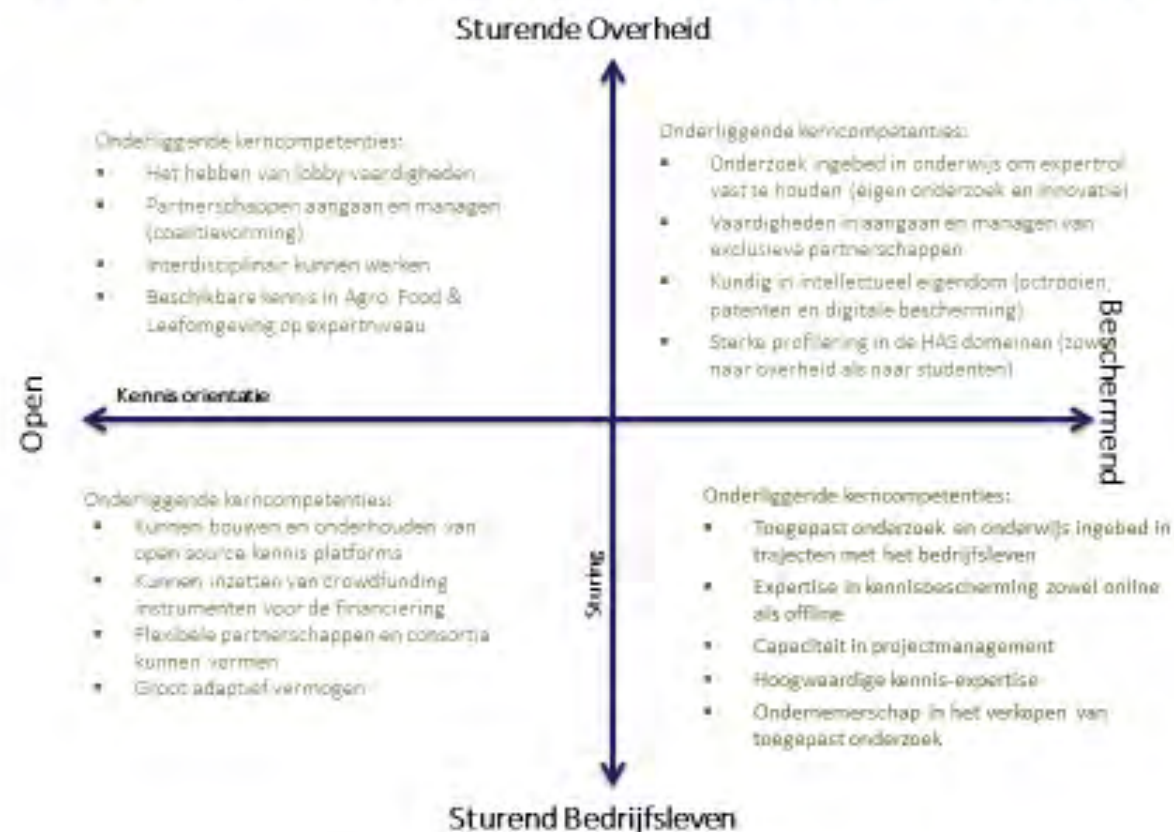 Sturende Overheid
Onderliggende kerncompetenties:
▪ Het hebben van lobby-vaardigheden
▪ Partnerschappen aangaan en managen
(coalitievorming)
▪ Interdisciplinair kunnen werken
▪ Beschikbare kennis in Agro, Food &
Leefomgeving op expertniveau
Onderliggende kerncompetenties:
▪ Onderzoek ingebed in onderwijs om expertrol
vast te houden (eigen onderzoek en innovatie)
▪ Vaardigheden in aangaan en managen van
exclusieve partnerschappen
▪ Kundig in intellectueel eigendom (octrooien,
patenten en digitale bescherming)
▪ Sterke profilering in de HAS domeinen (zowel
naar overheid als naar studenten)
Open
Kennis orientatie
Beschermend
Onderliggende kerncompetenties:
▪ Kunnen bouwen en onderhouden van
open source kennis platforms
▪ Kunnen inzetten van crowdfunding
instrumenten voor de financiering
▪ Flexibele partnerschappen en consortia
kunnen vormen
▪ Groot adaptief vermogen
Sturing
Onderliggende kerncompetenties:
▪ Toegepast onderzoek en onderwijs ingebed in
trajecten met het bedrijfsleven
▪ Expertise in kennisbescherming zowel online
als offline
▪ Capaciteit in projectmanagement
▪ Hoogwaardige kennis-expertise
▪ Ondernemerschap in het verkopen van
toegepast onderzoek
Sturend Bedrijfsleven